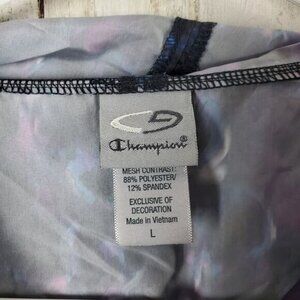 Champion®
MESH CONTRAST:
88% POLYESTER/
12% SPANDEX
EXCLUSIVE OF
DECORATION
Made in Vietnam
L